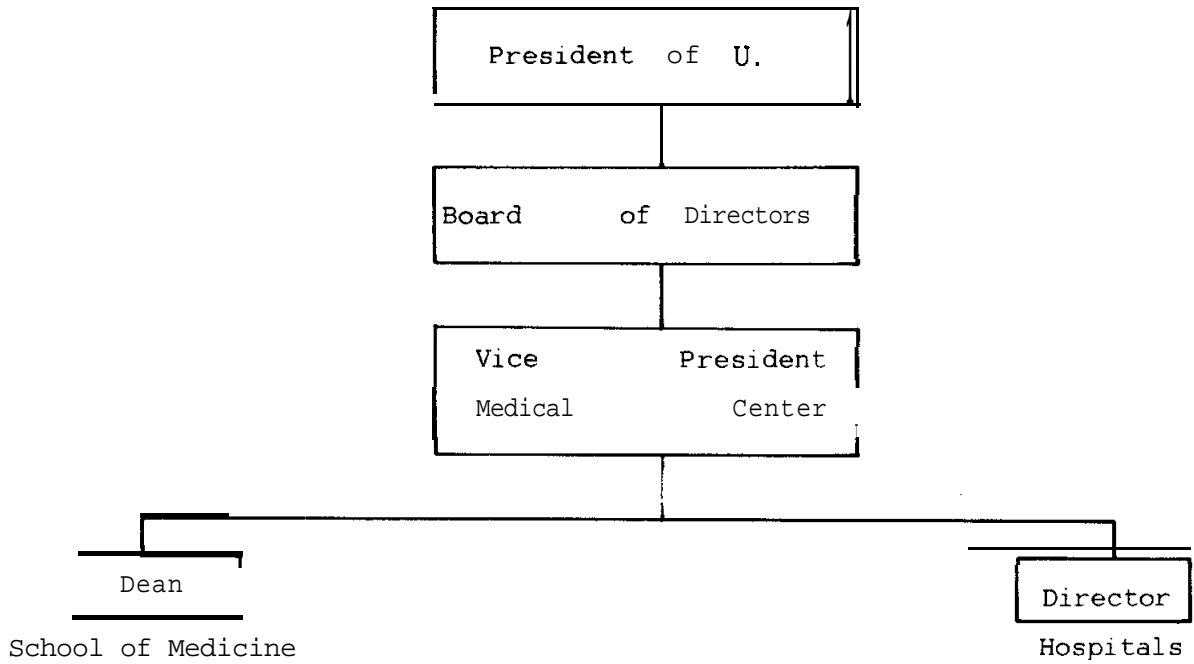 President of U.
Board of Directors
Vice President
Medical Center
Dean
School of Medicine
Director
Hospitals